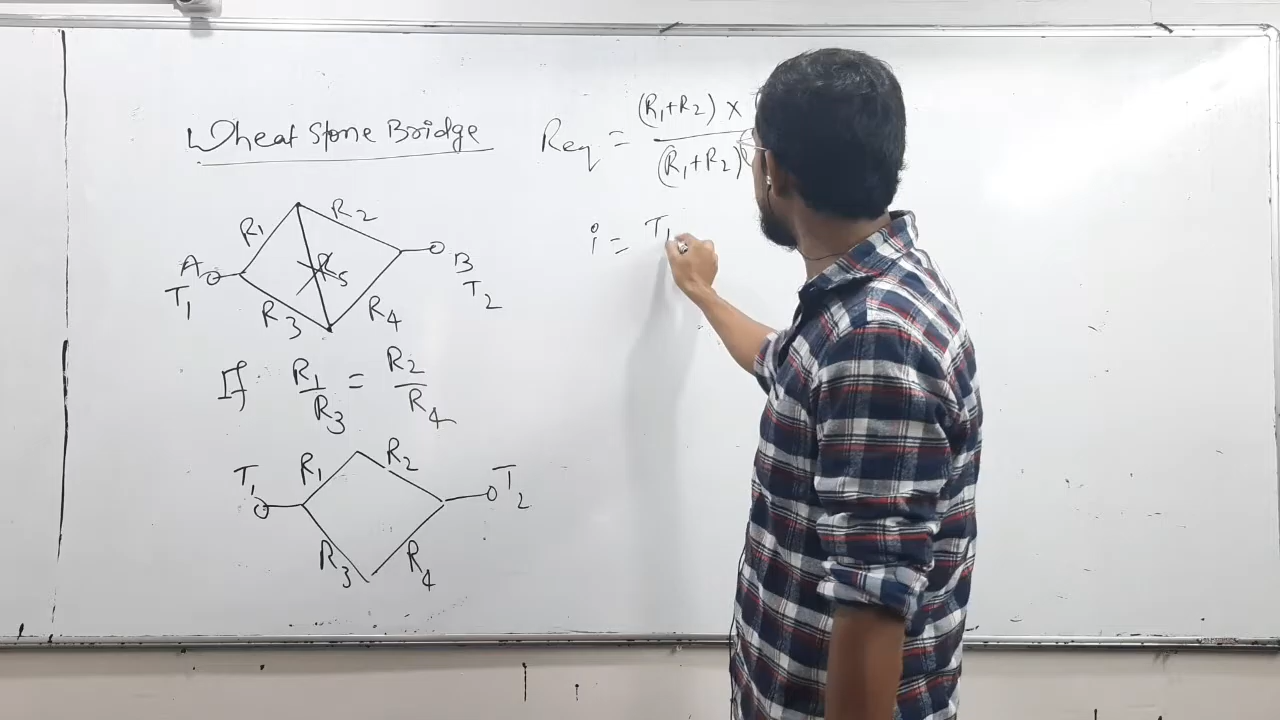 Wheat Stone Bridge
R1 R2
A R5 B
T1 T2
R3 R4
If R1/R3 = R2/R4
T1 R1 R2 T2
R3 R4
Req = (R1+R2) × / (R1+R2)
i = T1